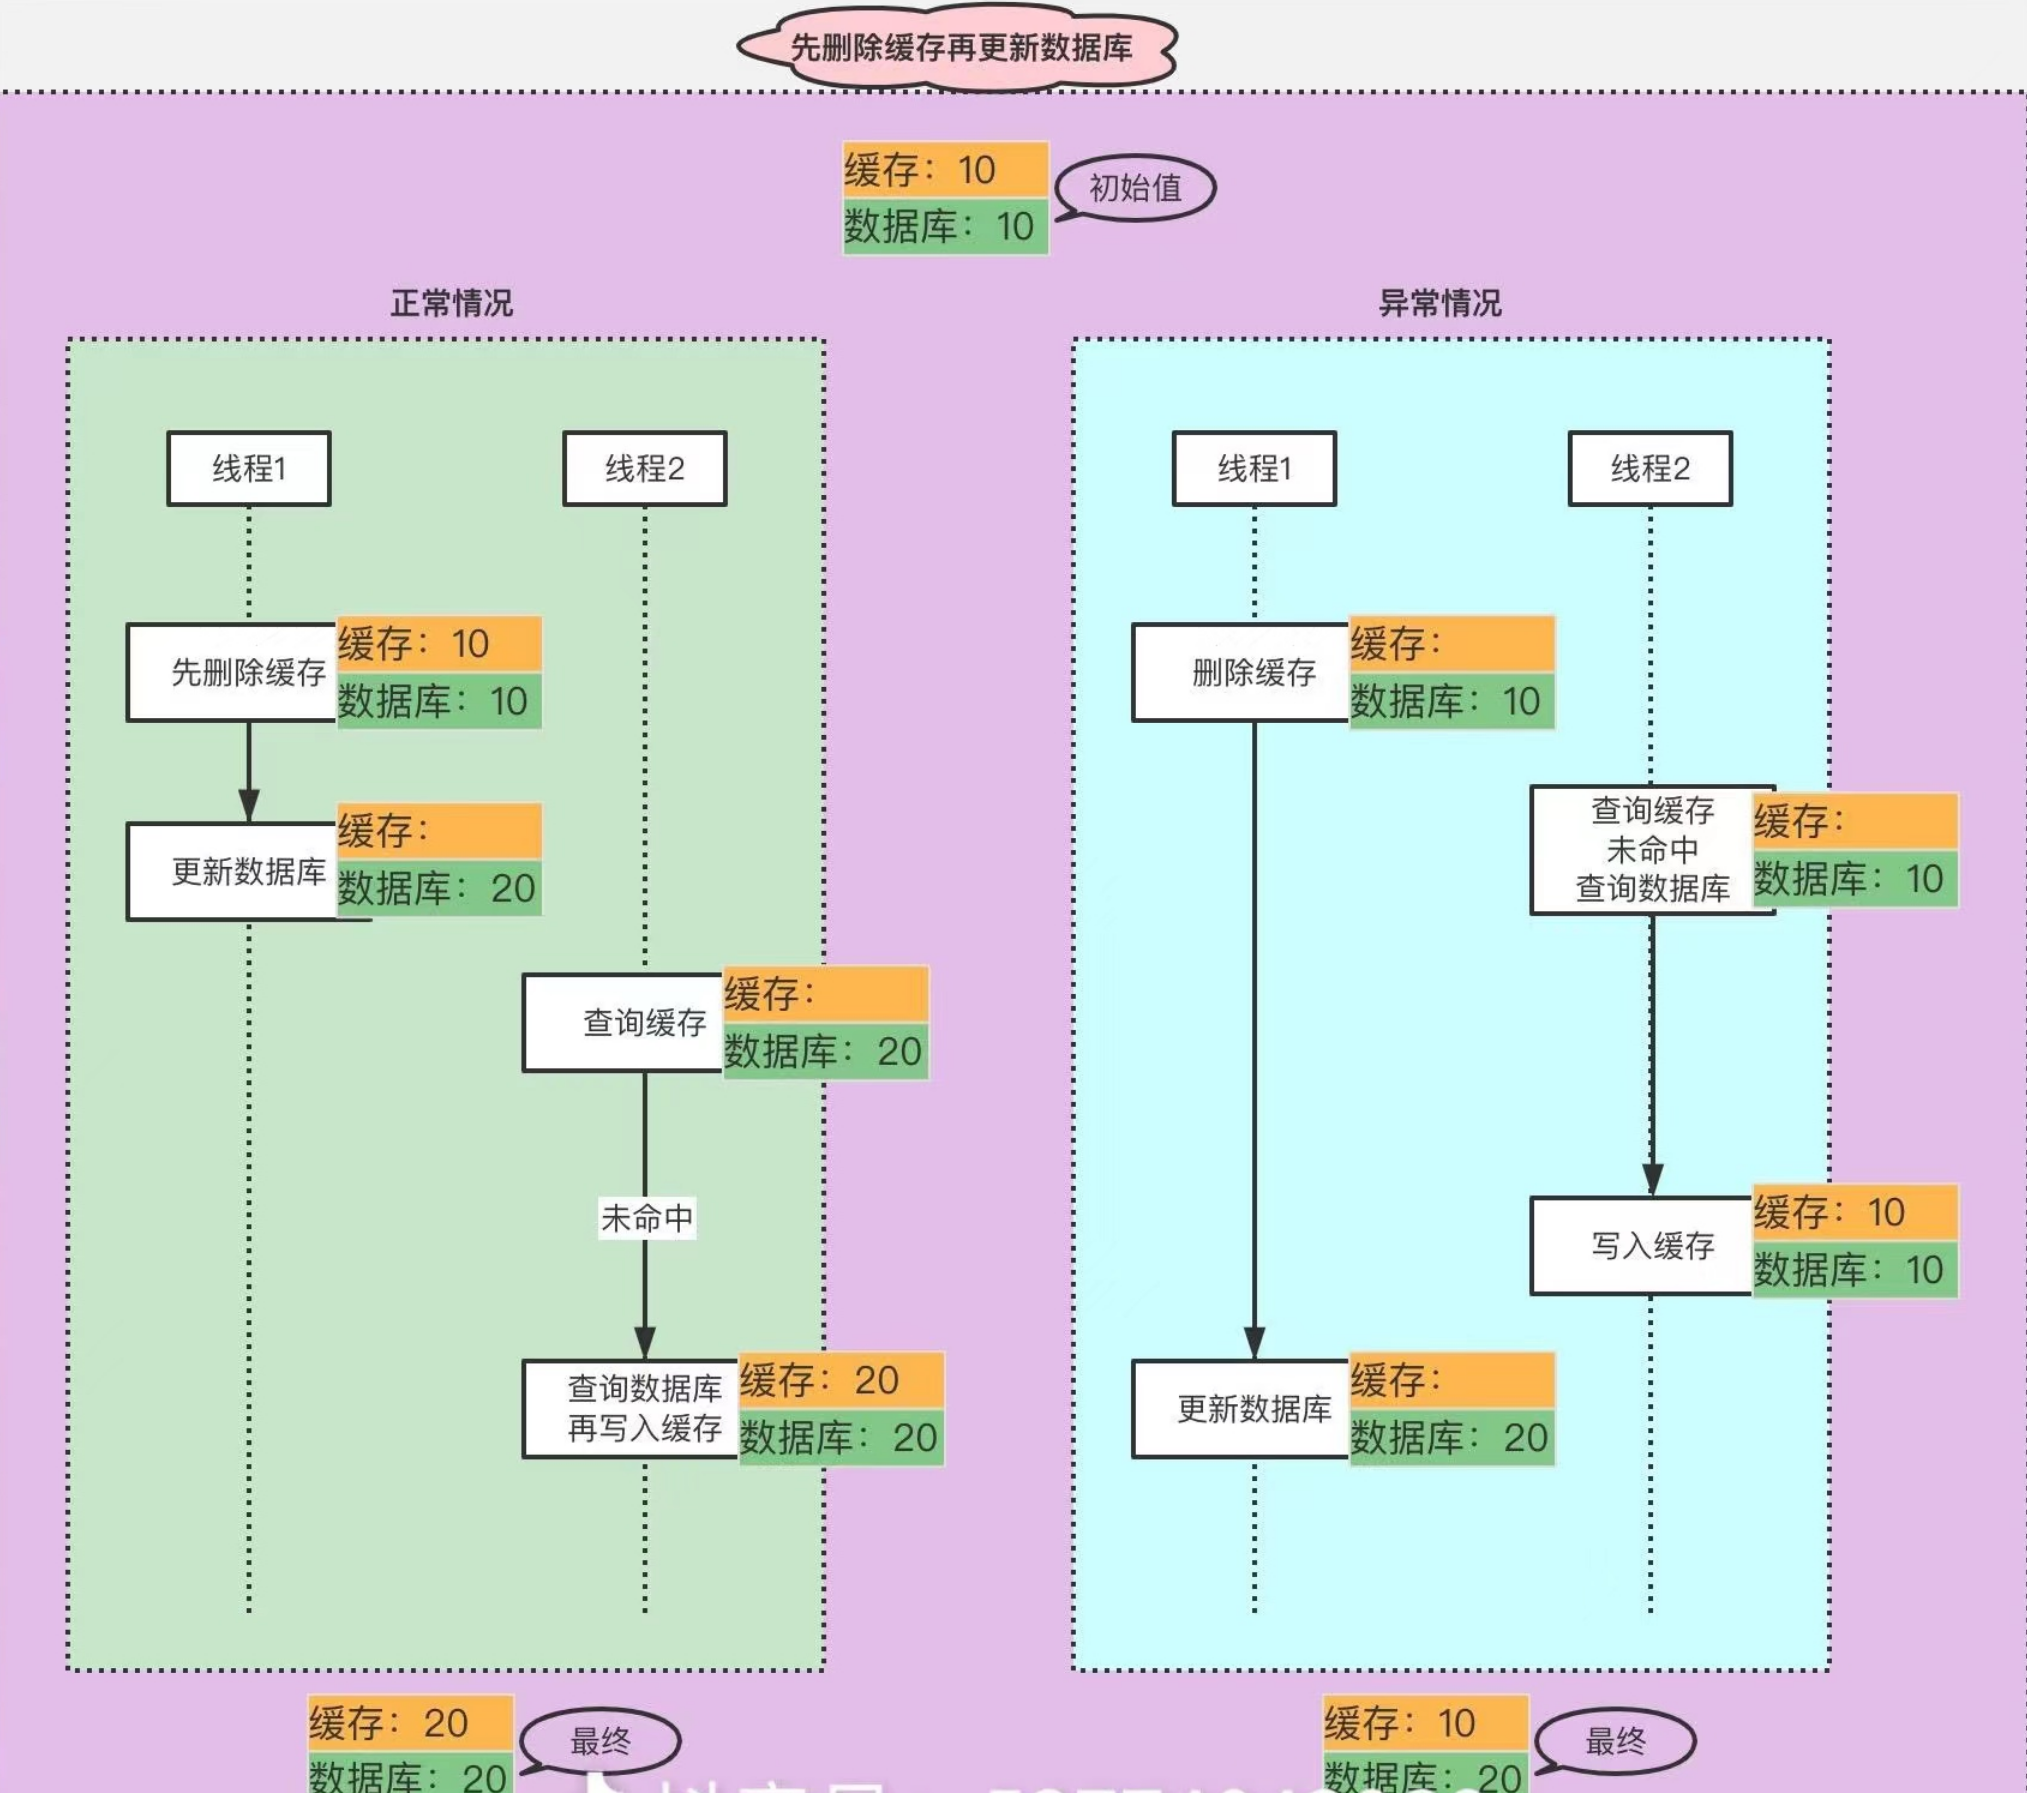 先删除缓存再更新数据库
缓存：10
数据库：10
初始值
正常情况
线程1
线程2
先删除缓存
缓存：10
数据库：10
更新数据库
缓存：
数据库：20
查询缓存
缓存：
数据库：20
未命中
查询数据库
再写入缓存
缓存：20
数据库：20
缓存：20
数据库：20
最终
异常情况
线程1
线程2
删除缓存
缓存：
数据库：10
查询缓存
未命中
查询数据库
缓存：
数据库：10
写入缓存
缓存：10
数据库：10
更新数据库
缓存：
数据库：20
缓存：10
数据库：20
最终